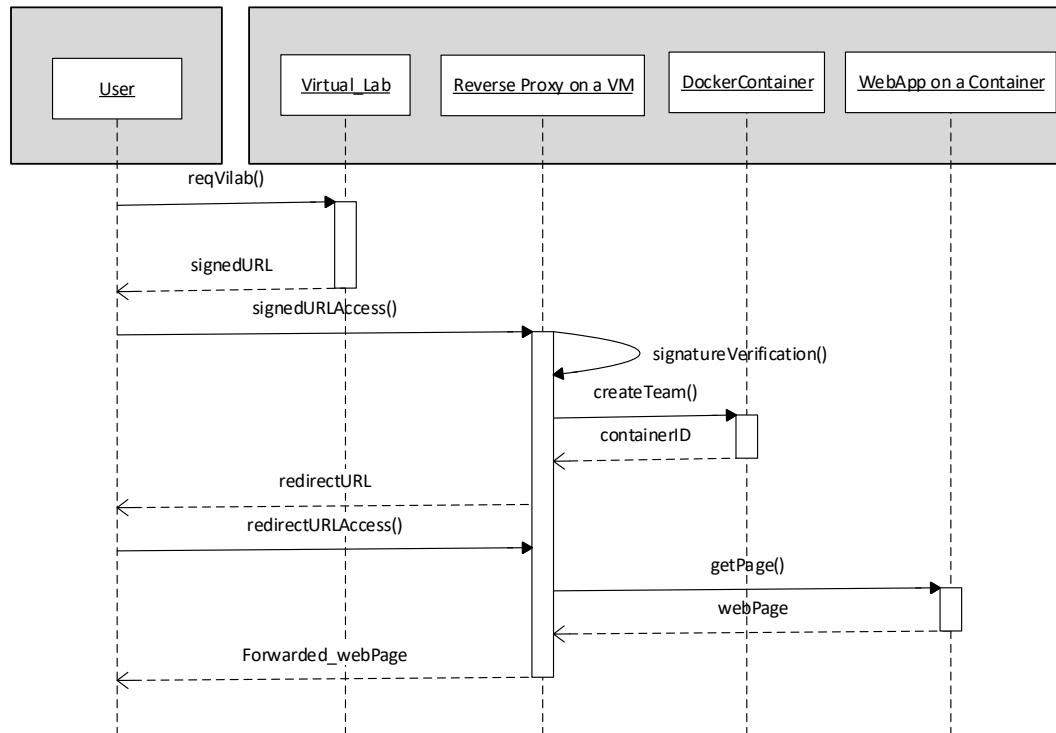 User
Virtual_Lab
Reverse Proxy on a VM
DockerContainer
WebApp on a Container
reqVilab()
signedURL
signedURLAccess()
signatureVerification()
createTeam()
containerID
redirectURL
redirectURLAccess()
getPage()
webPage
Forwarded_webPage